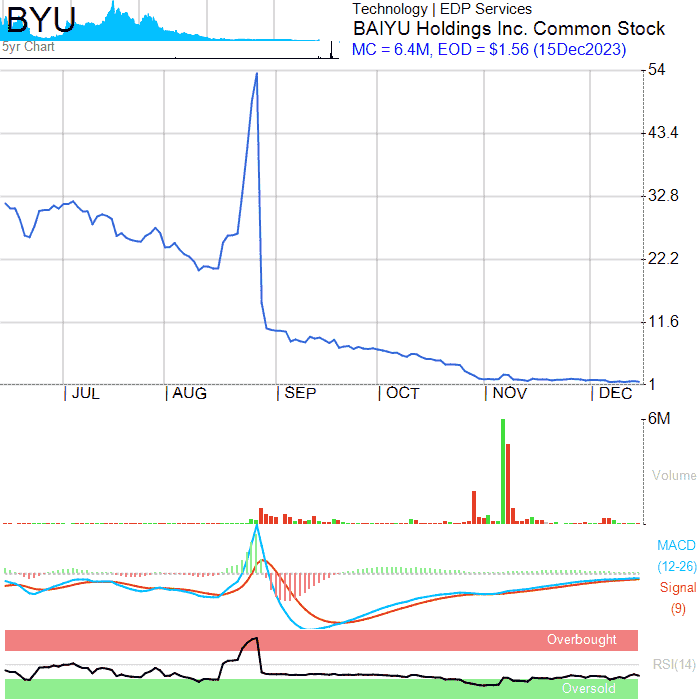 BYU
5yr Chart
Technology | EDP Services
BAIYU Holdings Inc. Common Stock
MC = 6.4M, EOD = $1.56 (15Dec2023)
54
43.4
32.8
22.2
11.6
1
| JUL | AUG | SEP | OCT | NOV | DEC
6M
Volume
MACD
(12-26)
Signal
(9)
Overbought
RSI(14)
Oversold